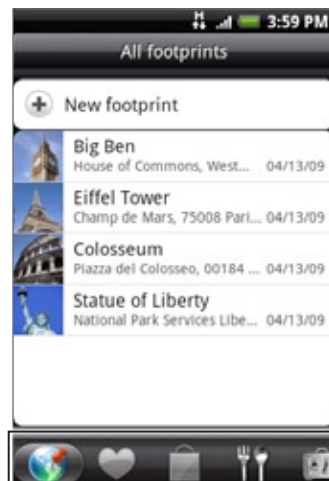 H 3:59 PM
All footprints
New footprint
Big Ben
House of Commons, West... 04/13/09
Eiffel Tower
Champ de Mars, 75008 Pari... 04/13/09
Colosseum
Piazza del Colosseo, 00184 ... 04/13/09
Statue of Liberty
National Park Services Libe... 04/13/09